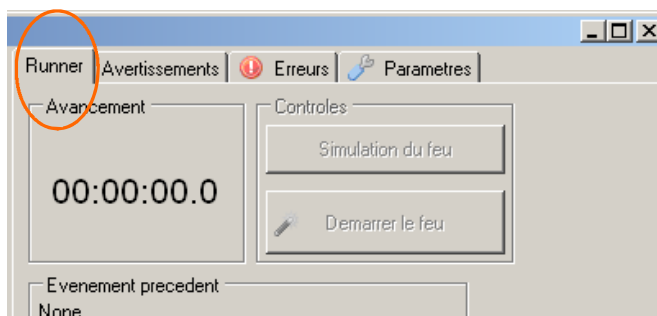 Runner Avertissements Erreurs Parametres
Avancement
00:00:00.0
Controles
Simulation du feu
Demarrer le feu
Evenement precedent
None